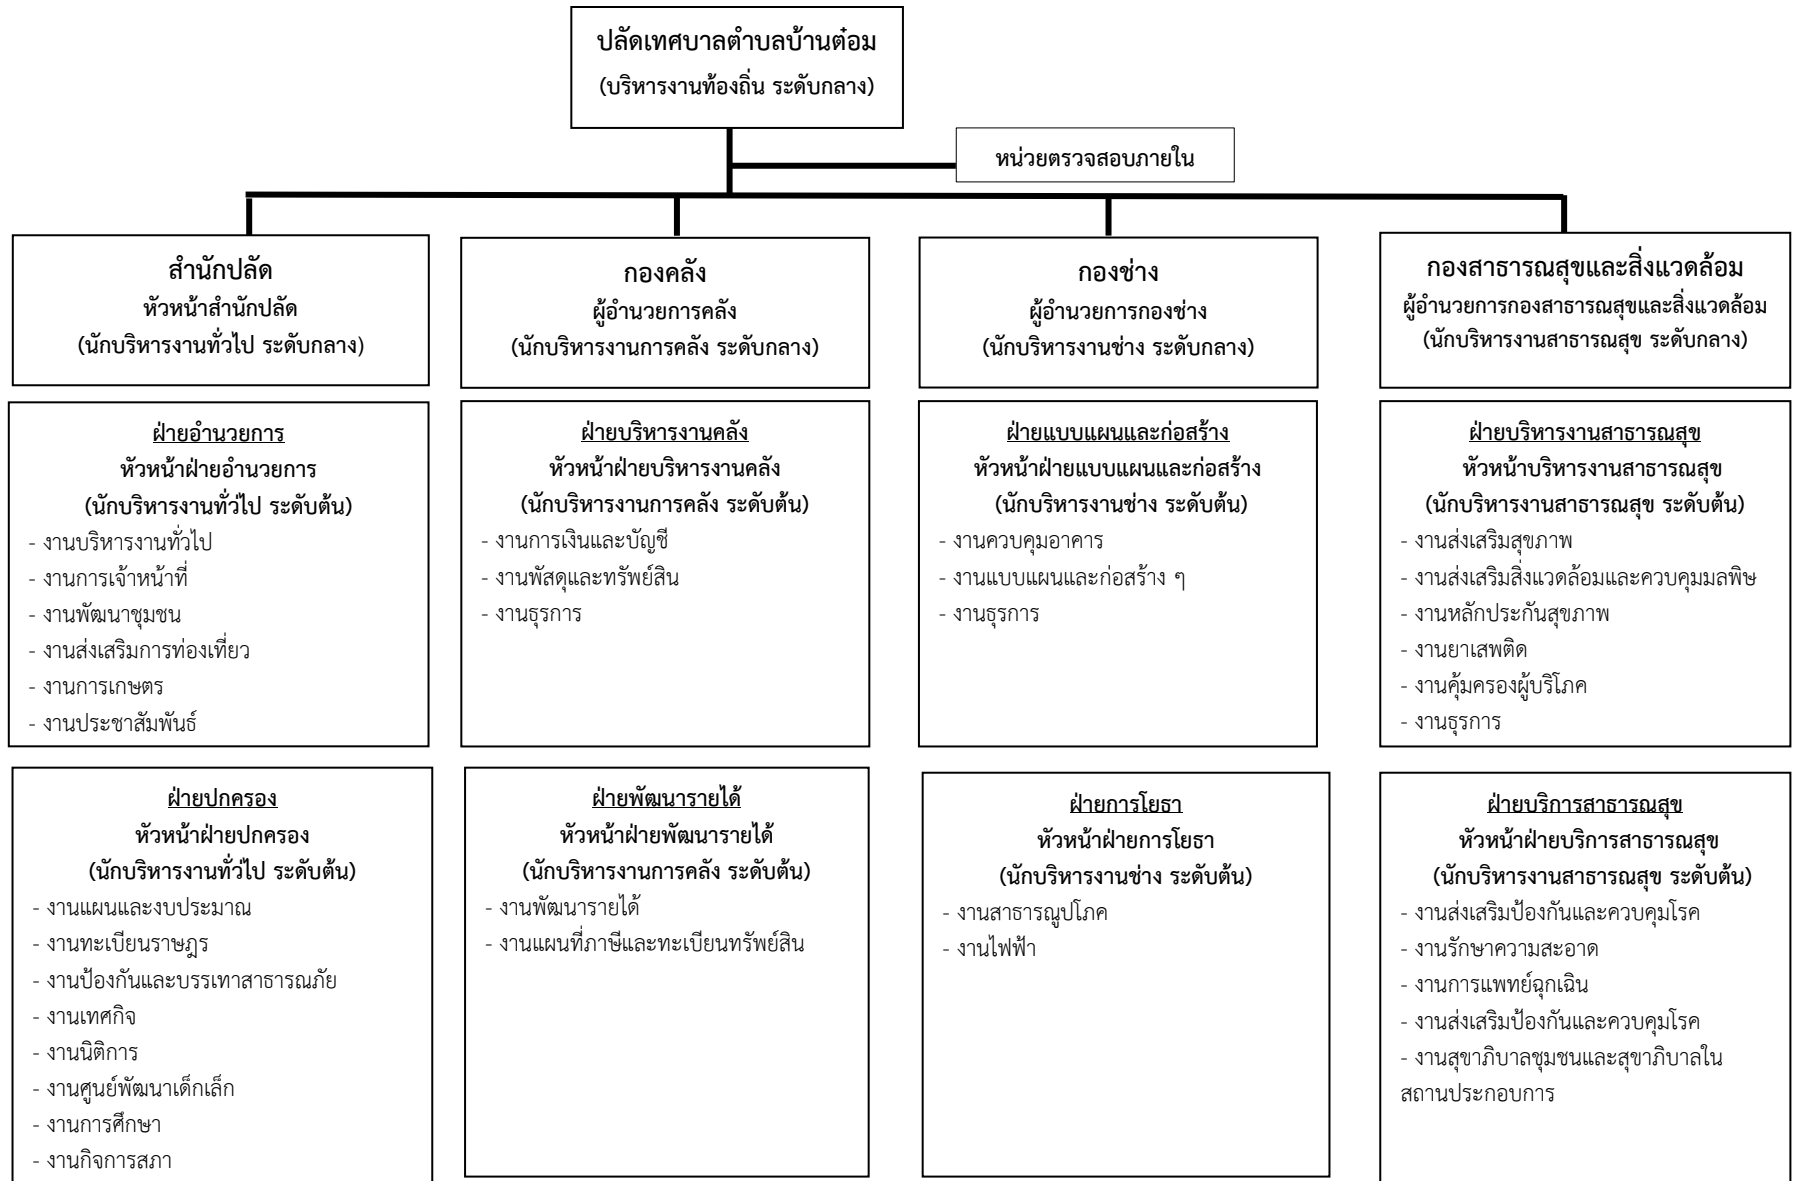 ปลัดเทศบาลตำบลบ้านต๋อม
(บริหารงานท้องถิ่น ระดับกลาง)
หน่วยตรวจสอบภายใน
สำนักปลัด
หัวหน้าสำนักปลัด
(นักบริหารงานทั่วไป ระดับกลาง)
กองคลัง
ผู้อำนวยการคลัง
(นักบริหารงานการคลัง ระดับกลาง)
กองช่าง
ผู้อำนวยการกองช่าง
(นักบริหารงานช่าง ระดับกลาง)
กองสาธารณสุขและสิ่งแวดล้อม
ผู้อำนวยการกองสาธารณสุขและสิ่งแวดล้อม
(นักบริหารงานสาธารณสุข ระดับกลาง)
ฝ่ายอำนวยการ
หัวหน้าฝ่ายอำนวยการ
(นักบริหารงานทั่วไป ระดับต้น)
- งานบริหารงานทั่วไป
- งานการเจ้าหน้าที่
- งานพัฒนาชุมชน
- งานส่งเสริมการท่องเที่ยว
- งานการเกษตร
- งานประชาสัมพันธ์
ฝ่ายบริหารงานคลัง
หัวหน้าฝ่ายบริหารงานคลัง
(นักบริหารงานการคลัง ระดับต้น)
- งานการเงินและบัญชี
- งานพัสดุและทรัพย์สิน
- งานธุรการ
ฝ่ายแบบแผนและก่อสร้าง
หัวหน้าฝ่ายแบบแผนและก่อสร้าง
(นักบริหารงานช่าง ระดับต้น)
- งานควบคุมอาคาร
- งานแบบแผนและก่อสร้าง ๆ
- งานธุรการ
ฝ่ายบริหารงานสาธารณสุข
หัวหน้าบริหารงานสาธารณสุข
(นักบริหารงานสาธารณสุข ระดับต้น)
- งานส่งเสริมสุขภาพ
- งานส่งเสริมสิ่งแวดล้อมและควบคุมมลพิษ
- งานหลักประกันสุขภาพ
- งานยาเสพติด
- งานคุ้มครองผู้บริโภค
- งานธุรการ
ฝ่ายปกครอง
หัวหน้าฝ่ายปกครอง
(นักบริหารงานทั่วไป ระดับต้น)
- งานแผนและงบประมาณ
- งานทะเบียนราษฎร
- งานป้องกันและบรรเทาสาธารณภัย
- งานเทศกิจ
- งานนิติการ
- งานศูนย์พัฒนาเด็กเล็ก
- งานการศึกษา
- งานกิจการสภา
ฝ่ายพัฒนารายได้
หัวหน้าฝ่ายพัฒนารายได้
(นักบริหารงานการคลัง ระดับต้น)
- งานพัฒนารายได้
- งานแผนที่ภาษีและทะเบียนทรัพย์สิน
ฝ่ายการโยธา
หัวหน้าฝ่ายการโยธา
(นักบริหารงานช่าง ระดับต้น)
- งานสาธารณูปโภค
- งานไฟฟ้า
ฝ่ายบริการสาธารณสุข
หัวหน้าฝ่ายบริการสาธารณสุข
(นักบริหารงานสาธารณสุข ระดับต้น)
- งานส่งเสริมป้องกันและควบคุมโรค
- งานรักษาความสะอาด
- งานการแพทย์ฉุกเฉิน
- งานส่งเสริมป้องกันและควบคุมโรค
- งานสุขาภิบาลชุมชนและสุขาภิบาลใน
สถานประกอบการ